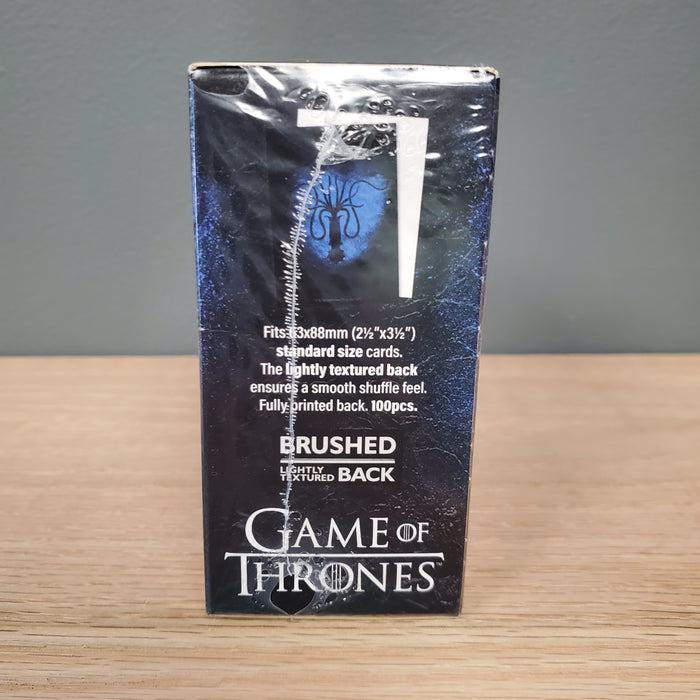 Fits 63x88mm (2½"x3½")
standard size cards.
The lightly textured back
ensures a smooth shuffle feel.
Fully printed back. 100pcs.
BRUSHED
LIGHTLY
TEXTURED BACK
GAME OF
THRONES